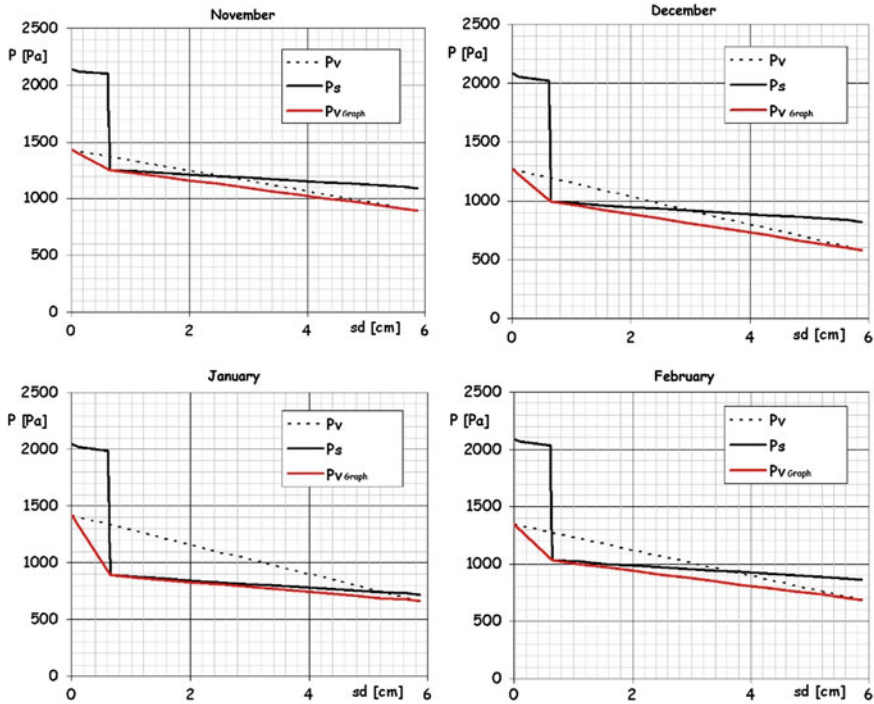 November
2500
P [Pa]
2000
1500
1000
500
0
0
2
4
6
sd [cm]
Pv
Ps
Pv Graph
December
2500
P [Pa]
2000
1500
1000
500
0
0
2
4
6
sd [cm]
Pv
Ps
Pv Graph
January
2500
P [Pa]
2000
1500
1000
500
0
0
2
4
6
sd [cm]
Pv
Ps
Pv Graph
February
2500
P [Pa]
2000
1500
1000
500
0
0
2
4
6
sd [cm]
Pv
Ps
Pv Graph